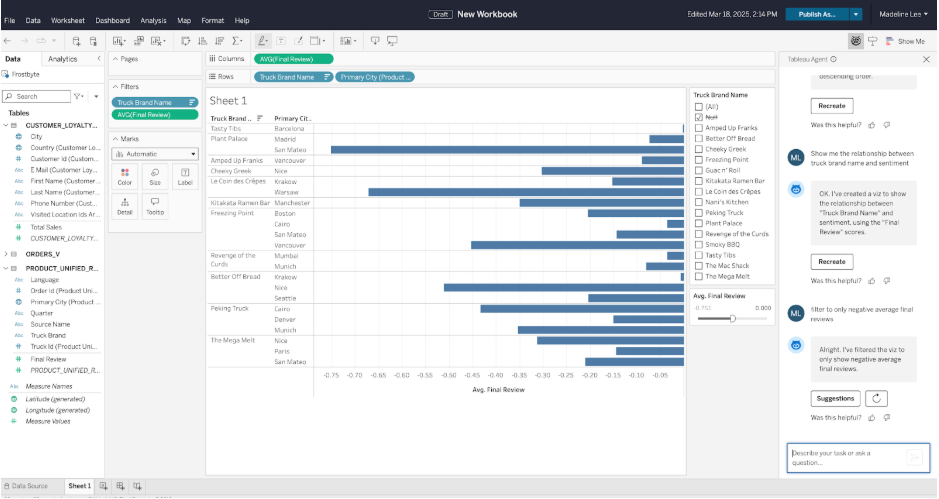 File Data Worksheet Dashboard Analysis Map Format Help
Draft New Workbook
Edited Mar 18, 2025, 2:14 PM
Publish As...
Madeline Lee
Show Me
Data Analytics
Frostbyte
Search
Tables
CUSTOMER_LOYALTY...
City
Country (Customer Lo...
Customer Id (Custom...
E Mail (Customer Loy...
First Name (Customer...
Last Name (Customer...
Phone Number (Cust...
Visited Location Ids Ar...
Total Sales
CUSTOMER_LOYALTY...
ORDERS_V
PRODUCT_UNIFIED_R...
Language
Order Id (Product Uni...
Primary City (Product ...
Quarter
Source Name
Truck Brand
Truck Id (Product Uni...
Final Review
PRODUCT_UNIFIED_R...
Measure Names
Latitude (generated)
Longitude (generated)
Measure Values
Pages
Filters
Truck Brand Name
AVG(Final Review)
Marks
Automatic
Color Size Label
Detail Tooltip
Columns AVG(Final Review)
Rows Truck Brand Name Primary City (Product ...
Sheet 1
Truck Brand .. Primary Cit..
Tasty Tibs Barcelona
Plant Palace Madrid
San Mateo
Amped Up Franks Vancouver
Cheeky Greek Nice
Le Coin des Crêpes Krakow
Warsaw
Kitakata Ramen Bar Manchester
Freezing Point Boston
Cairo
San Mateo
Vancouver
Revenge of the Curds Mumbai
Munich
Better Off Bread Krakow
Nice
Seattle
Peking Truck Cairo
Denver
Munich
The Mega Melt Nice
Paris
San Mateo
-0.75 -0.70 -0.65 -0.60 -0.55 -0.50 -0.45 -0.40 -0.35 -0.30 -0.25 -0.20 -0.15 -0.10 -0.05
Avg. Final Review
Truck Brand Name
(All)
Null
Amped Up Franks
Better Off Bread
Cheeky Greek
Freezing Point
Guac n' Roll
Kitakata Ramen Bar
Le Coin des Crêpes
Nani's Kitchen
Peking Truck
Plant Palace
Revenge of the Curds
Smoky BBQ
Tasty Tibs
The Mac Shack
The Mega Melt
Avg. Final Review
-0.751 0.000
Tableau Agent
descending order.
Recreate
Was this helpful?
ML
Show me the relationship between
truck brand name and sentiment
OK. I've created a viz to show
the relationship between
"Truck Brand Name" and
sentiment, using the "Final
Review" scores.
Recreate
Was this helpful?
ML
filter to only negative average final
reviews
Alright. I've filtered the viz to
only show negative average
final reviews.
Suggestions
Was this helpful?
Describe your task or ask a
question...
Data Source Sheet 1